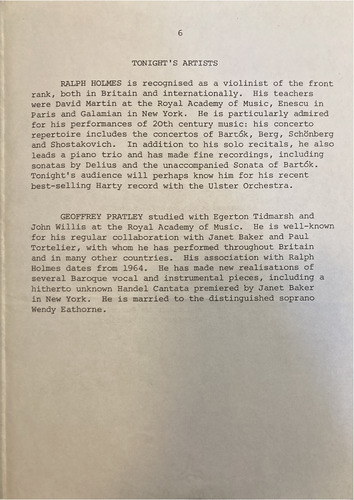 6
TONIGHT'S ARTISTS
RALPH HOLMES is recognised as a violinist of the front
rank, both in Britain and internationally. His teachers
were David Martin at the Royal Academy of Music, Enescu in
Paris and Galamian in New York. He is particularly admired
for his performances of 20th century music: his concerto
repertoire includes the concertos of Bartók, Berg, Schönberg
and Shostakovich. In addition to his solo recitals, he also
leads a piano trio and has made fine recordings, including
sonatas by Delius and the unaccompanied Sonata of Bartók.
Tonight's audience will perhaps know him for his recent
best-selling Harty record with the Ulster Orchestra.
GEOFFREY PRATLEY studied with Egerton Tidmarsh and
John Willis at the Royal Academy of Music. He is well-known
for his regular collaboration with Janet Baker and Paul
Tortelier, with whom he has performed throughout Britain
and in many other countries. His association with Ralph
Holmes dates from 1964. He has made new realisations of
several Baroque vocal and instrumental pieces, including a
hitherto unknown Handel Cantata premiered by Janet Baker
in New York. He is married to the distinguished soprano
Wendy Eathorne.